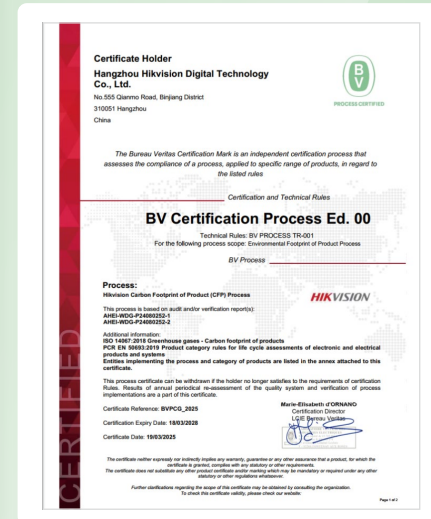 Certificate Holder
Hangzhou Hikvision Digital Technology
Co., Ltd.
No.555 Qianmo Road, Binjiang District
310051 Hangzhou
China
B
V
PROCESS CERTIFIED
The Bureau Veritas Certification Mark is an independent certification process that
assesses the compliance of a process, applied to specific range of products, in regard to
the listed rules
Certification and Technical Rules
BV Certification Process Ed. 00
Technical Rules: BV PROCESS TR-001
For the following process scope: Environmental Footprint of Product Process
BV Process
Process:
Hikvision Carbon Footprint of Product (CFP) Process
HIKVISION
This process is based on audit and/or verification report(s):
AHEI-WDG-P24080252-1
AHEI-WDG-P24080252-2
Additional information:
ISO 14067:2018 Greenhouse gases - Carbon footprint of products
PCR EN 50693:2019 Product category rules for life cycle assessments of electronic and electrical
products and systems
Entities implementing the process and category of products are listed in the annex attached to this
certificate.
This process certificate can be withdrawn if the holder no longer satisfies to the requirements of certification
Rules. Results of annual periodical re-assessment of the quality system and verification of process
implementations are a part of this certificate.
Certificate Reference: BVPCG_2025
Certification Expiry Date: 18/03/2028
Certificate Date: 19/03/2025
Marie-Elisabeth d'ORNANO
Certification Director
LCIE Bureau Veritas
CERTIFIED
The certificate neither expressly nor indirectly implies any warranty, guarantee or any other assurance that a product, for which the
certificate is granted, complies with any statutory or other requirements.
The certificate does not substitute any other product certificate and/or marking which may be mandatory or required under any other
statutory or other regulations whatsoever.
Further clarifications regarding the scope of this certificate may be obtained by consulting the organization.
To check this certificate validity, please check our website:
Page 1 of 2